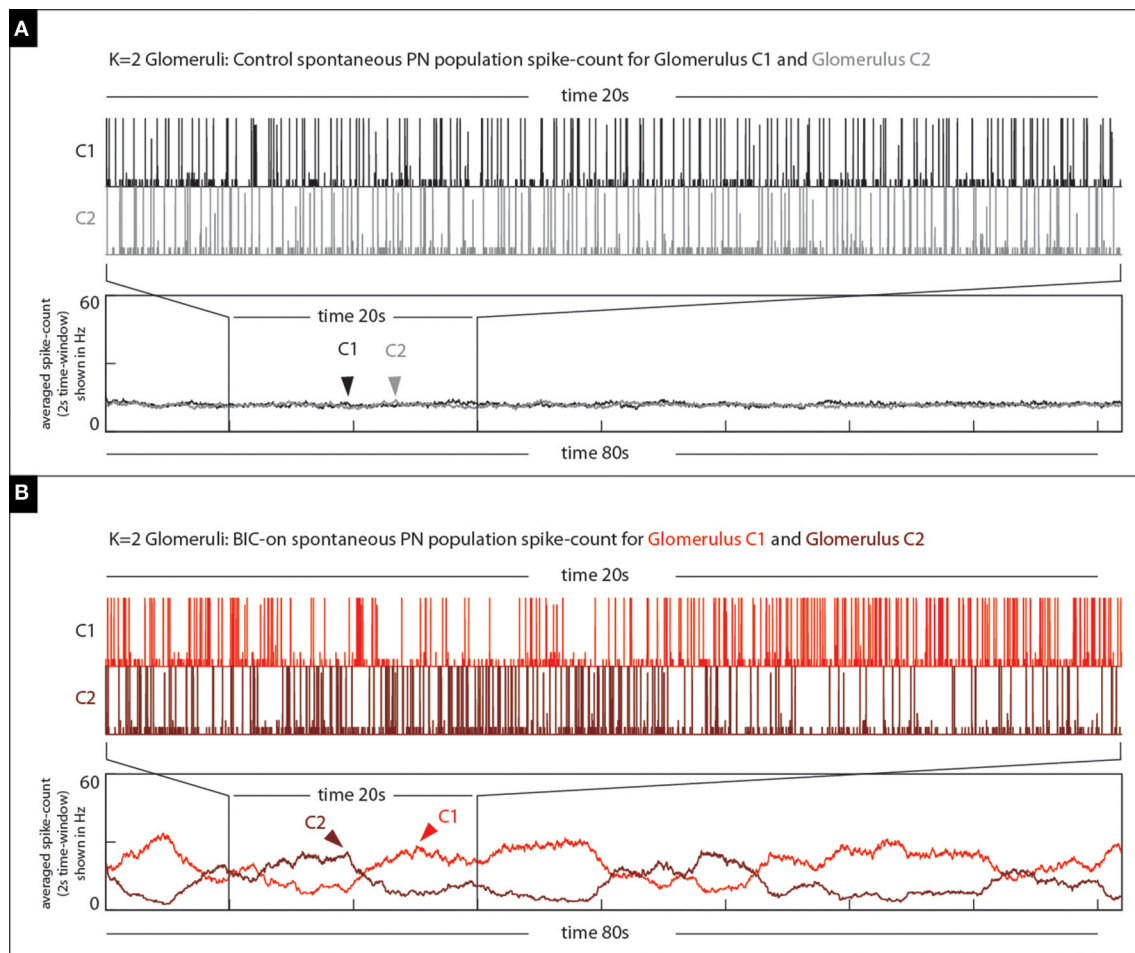 A
K=2 Glomeruli: Control spontaneous PN population spike-count for Glomerulus C1 and Glomerulus C2
time 20s
C1
C2
60
0
averaged spike-count
(2s time-window)
shown in Hz
time 20s
C1
C2
time 80s
B
K=2 Glomeruli: BIC-on spontaneous PN population spike-count for Glomerulus C1 and Glomerulus C2
time 20s
C1
C2
60
0
averaged spike-count
(2s time-window)
shown in Hz
time 20s
C2
C1
time 80s